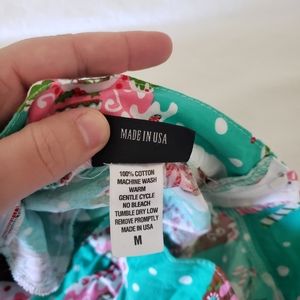 MADE IN USA
100% COTTON
MACHINE WASH
WARM
GENTLE CYCLE
NO BLEACH
TUMBLE DRY LOW
REMOVE PROMPTLY
MADE IN USA
M